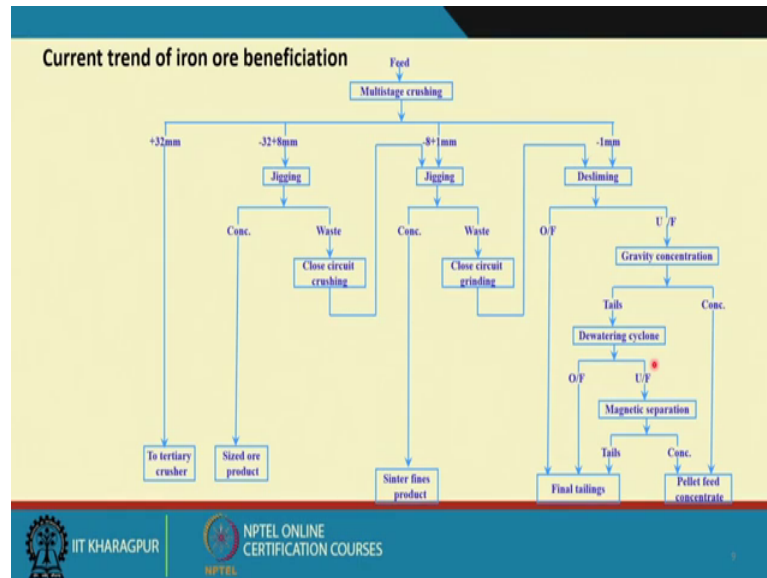 Current trend of iron ore beneficiation
Feed
Multistage crushing
+32mm
-32+8mm
-8+1mm
-1mm
Jigging
Jigging
Desliming
Conc.
Waste
Conc.
Waste
O/F
U /F
Close circuit
crushing
Close circuit
grinding
Gravity concentration
Tails
Conc.
Dewatering cyclone
O/F
U/F
Magnetic separation
Tails
Conc.
To tertiary
crusher
Sized ore
product
Sinter fines
product
Final tailings
Pellet feed
concentrate
IIT KHARAGPUR
NPTEL
NPTEL ONLINE
CERTIFICATION COURSES
9